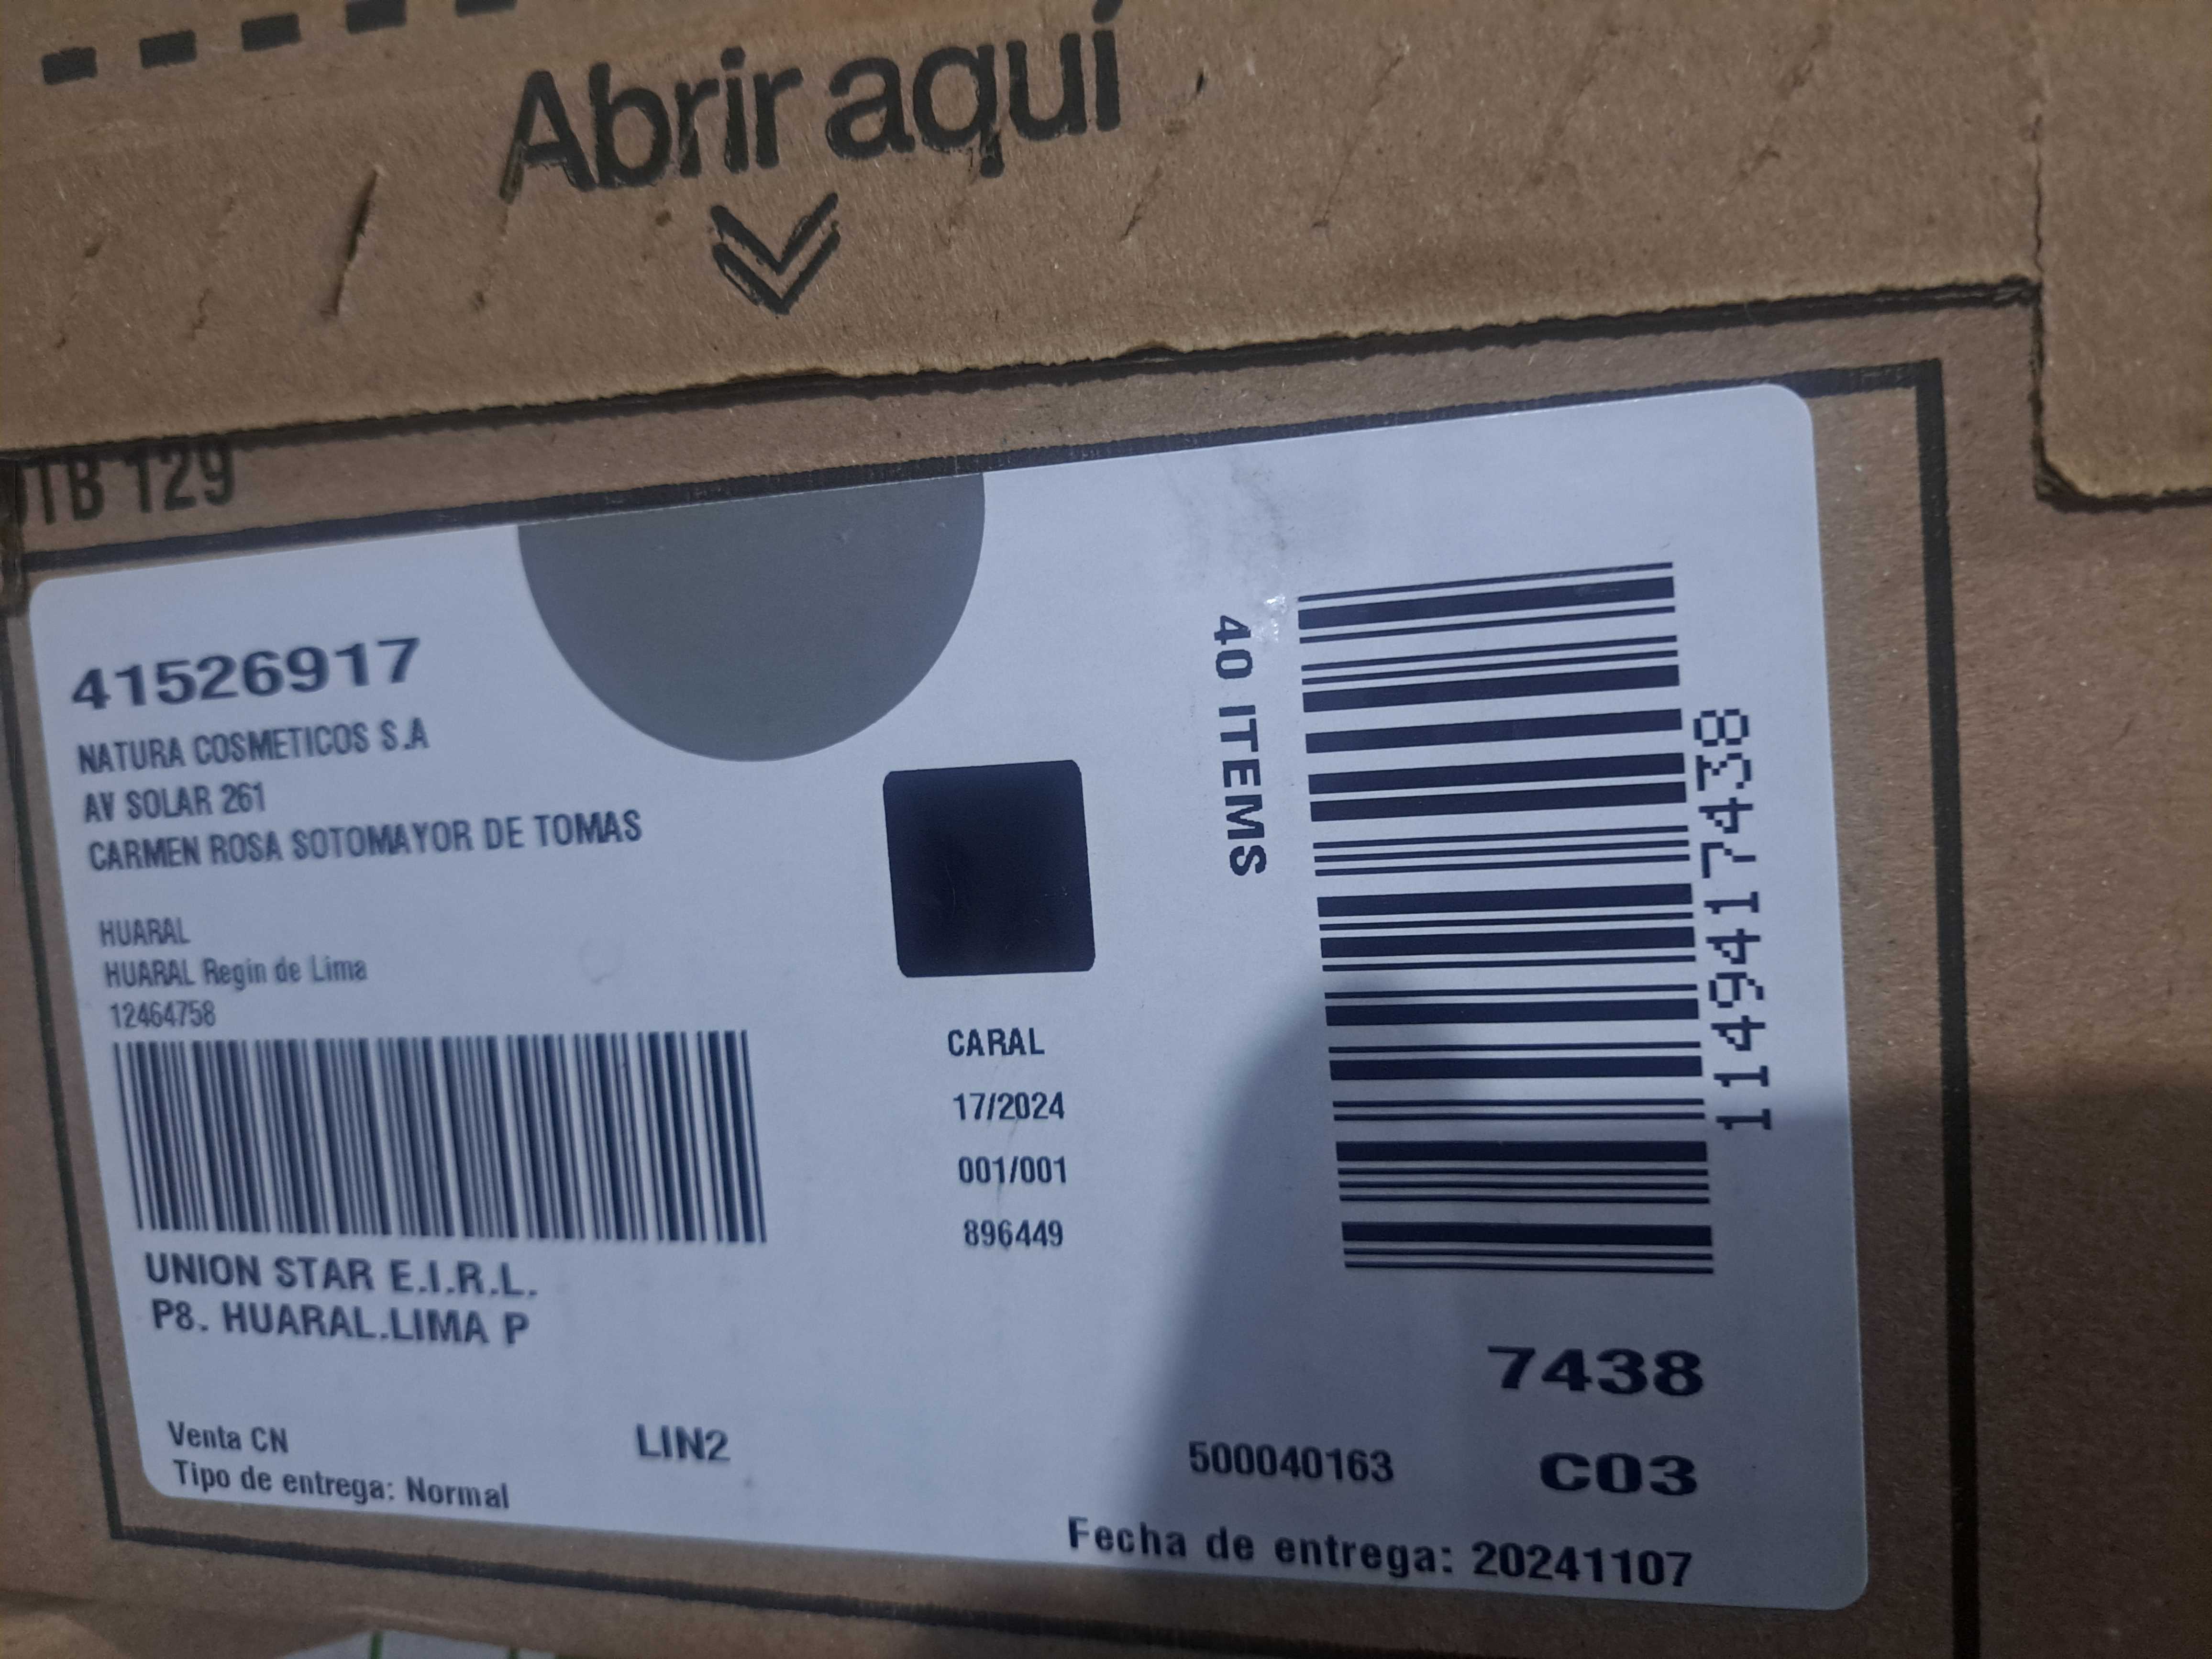 Abrir aquí
TB 129
41526917
NATURA COSMETICOS S.A
AV SOLAR 261
CARMEN ROSA SOTOMAYOR DE TOMAS
HUARAL
HUARAL Regin de Lima
12464758
UNION STAR E.I.R.L.
P8. HUARAL.LIMA P
Venta CN
Tipo de entrega: Normal
LIN2
CARAL
17/2024
001/001
896449
40 ITEMS
1149417438
7438
500040163
C03
Fecha de entrega: 20241107